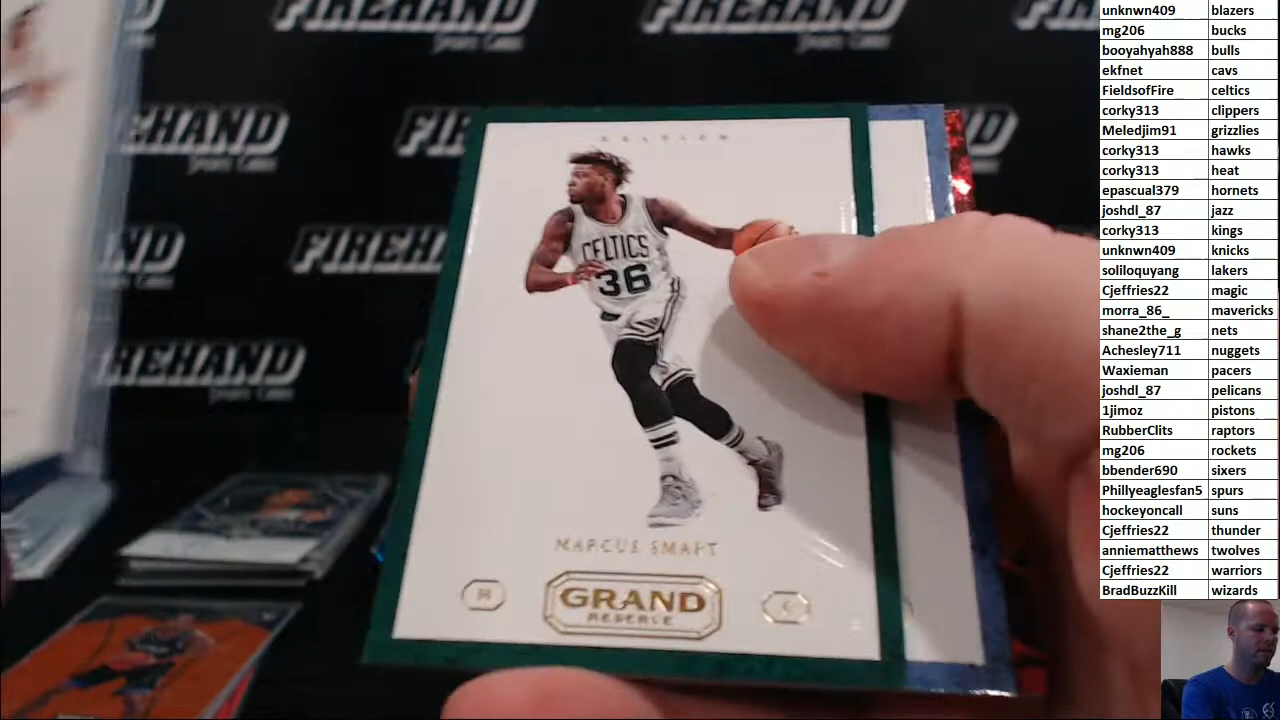 FIREHAND
Sports Cards
CELTICS
36
MARCUS SMART
GRAND
RESERVE
unknwn409 blazers
mg206 bucks
booyahyah888 bulls
ekfnet cavs
FieldsofFire celtics
corky313 clippers
Meledjim91 grizzlies
corky313 hawks
corky313 heat
epascual379 hornets
joshdl_87 jazz
corky313 kings
unknwn409 knicks
soliloquyang lakers
Cjeffries22 magic
morra_86_ mavericks
shane2the_g nets
Achesley711 nuggets
Waxieman pacers
joshdl_87 pelicans
1jimoz pistons
RubberClits raptors
mg206 rockets
bbender690 sixers
Phillyeaglesfan5 spurs
hockeyoncall suns
Cjeffries22 thunder
anniematthews twolves
Cjeffries22 warriors
BradBuzzKill wizards